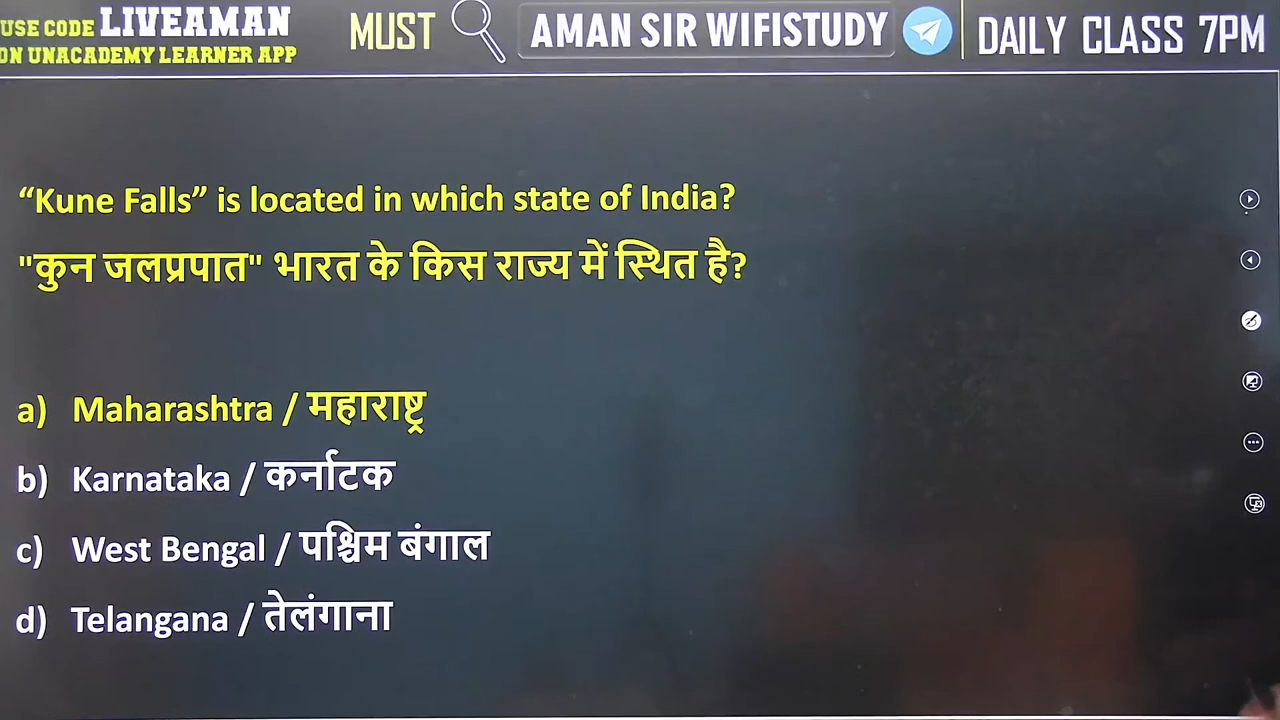 USE CODE LIVEAMAN
ON UNACADEMY LEARNER APP
MUST
AMAN SIR WIFISTUDY
DAILY CLASS 7PM
“Kune Falls” is located in which state of India?
"कुन जलप्रपात" भारत के किस राज्य में स्थित है?
a) Maharashtra / महाराष्ट्र
b) Karnataka / कर्नाटक
c) West Bengal / पश्चिम बंगाल
d) Telangana / तेलंगाना